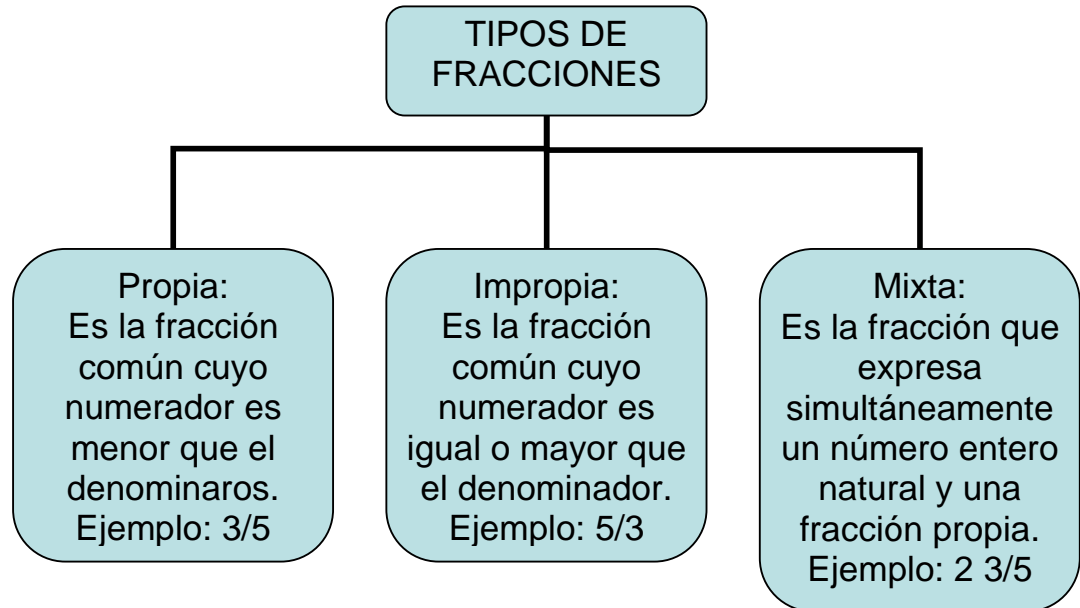 TIPOS DE
FRACCIONES
Propia:
Es la fracción
común cuyo
numerador es
menor que el
denominaros.
Ejemplo: 3/5
Impropia:
Es la fracción
común cuyo
numerador es
igual o mayor que
el denominador.
Ejemplo: 5/3
Mixta:
Es la fracción que
expresa
simultáneamente
un número entero
natural y una
fracción propia.
Ejemplo: 2 3/5